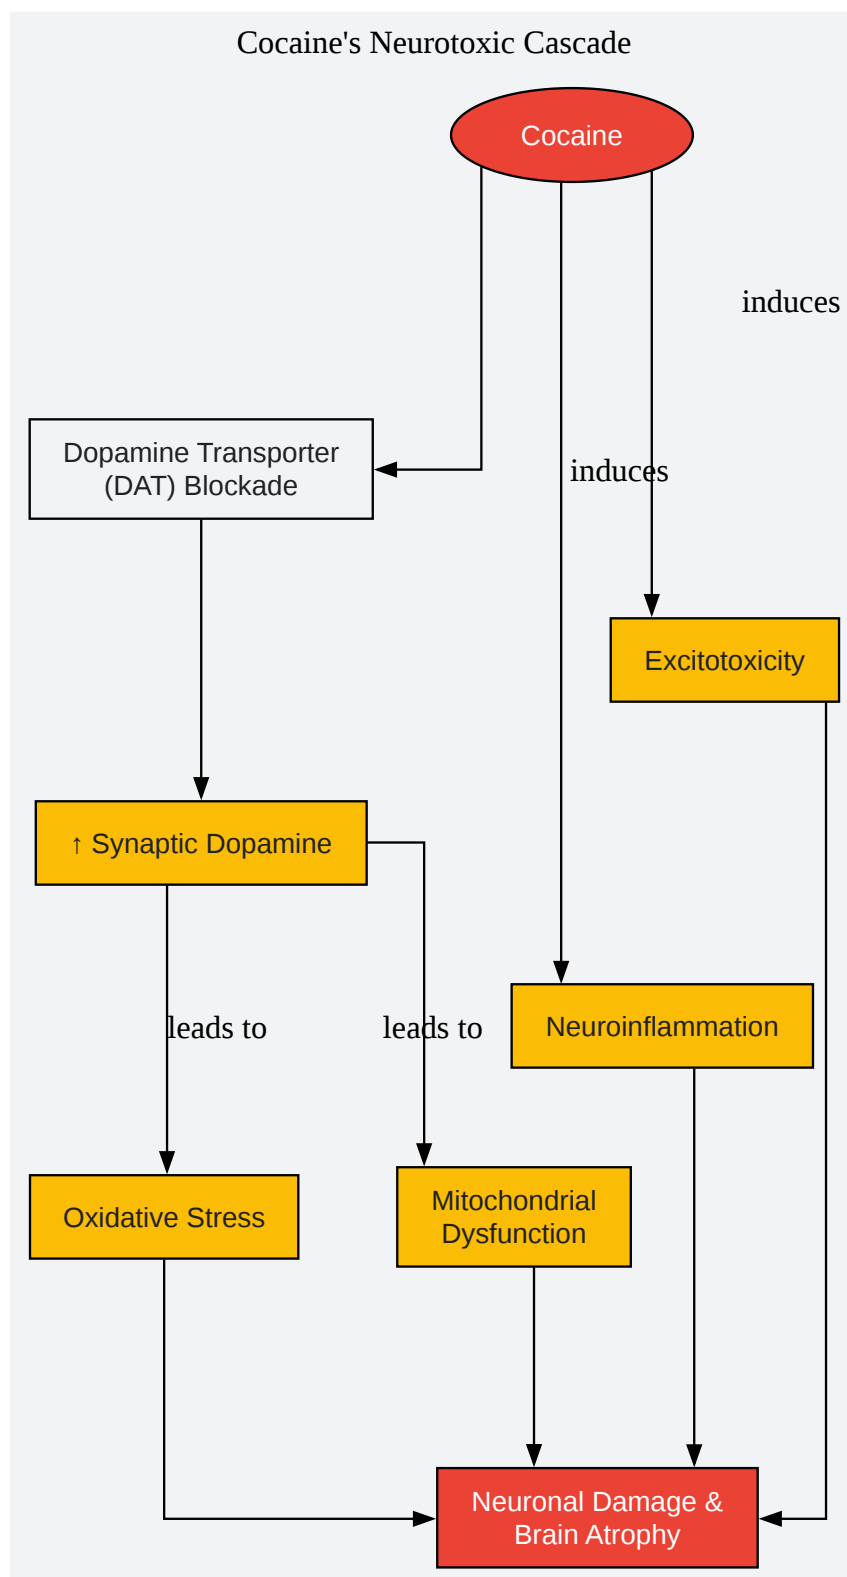 Cocaine's Neurotoxic Cascade
Cocaine
induces
Dopamine Transporter
(DAT) Blockade
induces
Excitotoxicity
↑ Synaptic Dopamine
leads to
leads to
Neuroinflammation
Oxidative Stress
Mitochondrial
Dysfunction
Neuronal Damage &
Brain Atrophy